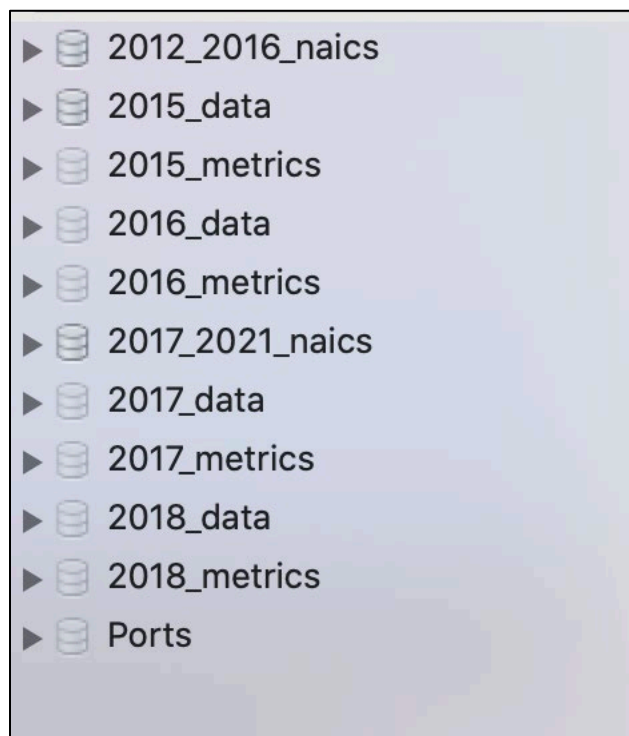 2012_2016_naics
2015_data
2015_metrics
2016_data
2016_metrics
2017_2021_naics
2017_data
2017_metrics
2018_data
2018_metrics
Ports